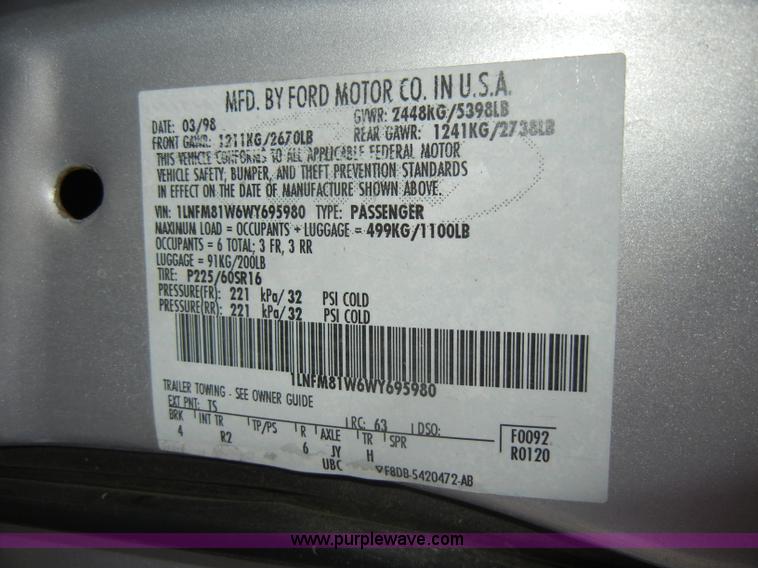 MFD. BY FORD MOTOR CO. IN U.S.A.
DATE: 03/98 GVWR: 2448KG/5398LB
FRONT GAWR: 1211KG/2670LB REAR GAWR: 1241KG/2738LB
THIS VEHICLE CONFORMS TO ALL APPLICABLE FEDERAL MOTOR
VEHICLE SAFETY, BUMPER, AND THEFT PREVENTION STANDARDS
IN EFFECT ON THE DATE OF MANUFACTURE SHOWN ABOVE.
VIN: 1LNFM81W6WY695980 TYPE: PASSENGER
MAXIMUM LOAD = OCCUPANTS + LUGGAGE = 499KG/1100LB
OCCUPANTS = 6 TOTAL; 3 FR, 3 RR
LUGGAGE = 91KG/200LB
TIRE: P225/60SR16
PRESSURE(FR): 221 kPa/ 32 PSI COLD
PRESSURE(RR): 221 kPa/ 32 PSI COLD
1LNFM81W6WY695980
TRAILER TOWING - SEE OWNER GUIDE
EXT PNT: TS RC: 63 DSO:
BRK INT TR TP/PS R AXLE TR SPR F0092
4 R2 6 JY H R0120
UBC F8DB-5420472-AB
www.purplewave.com